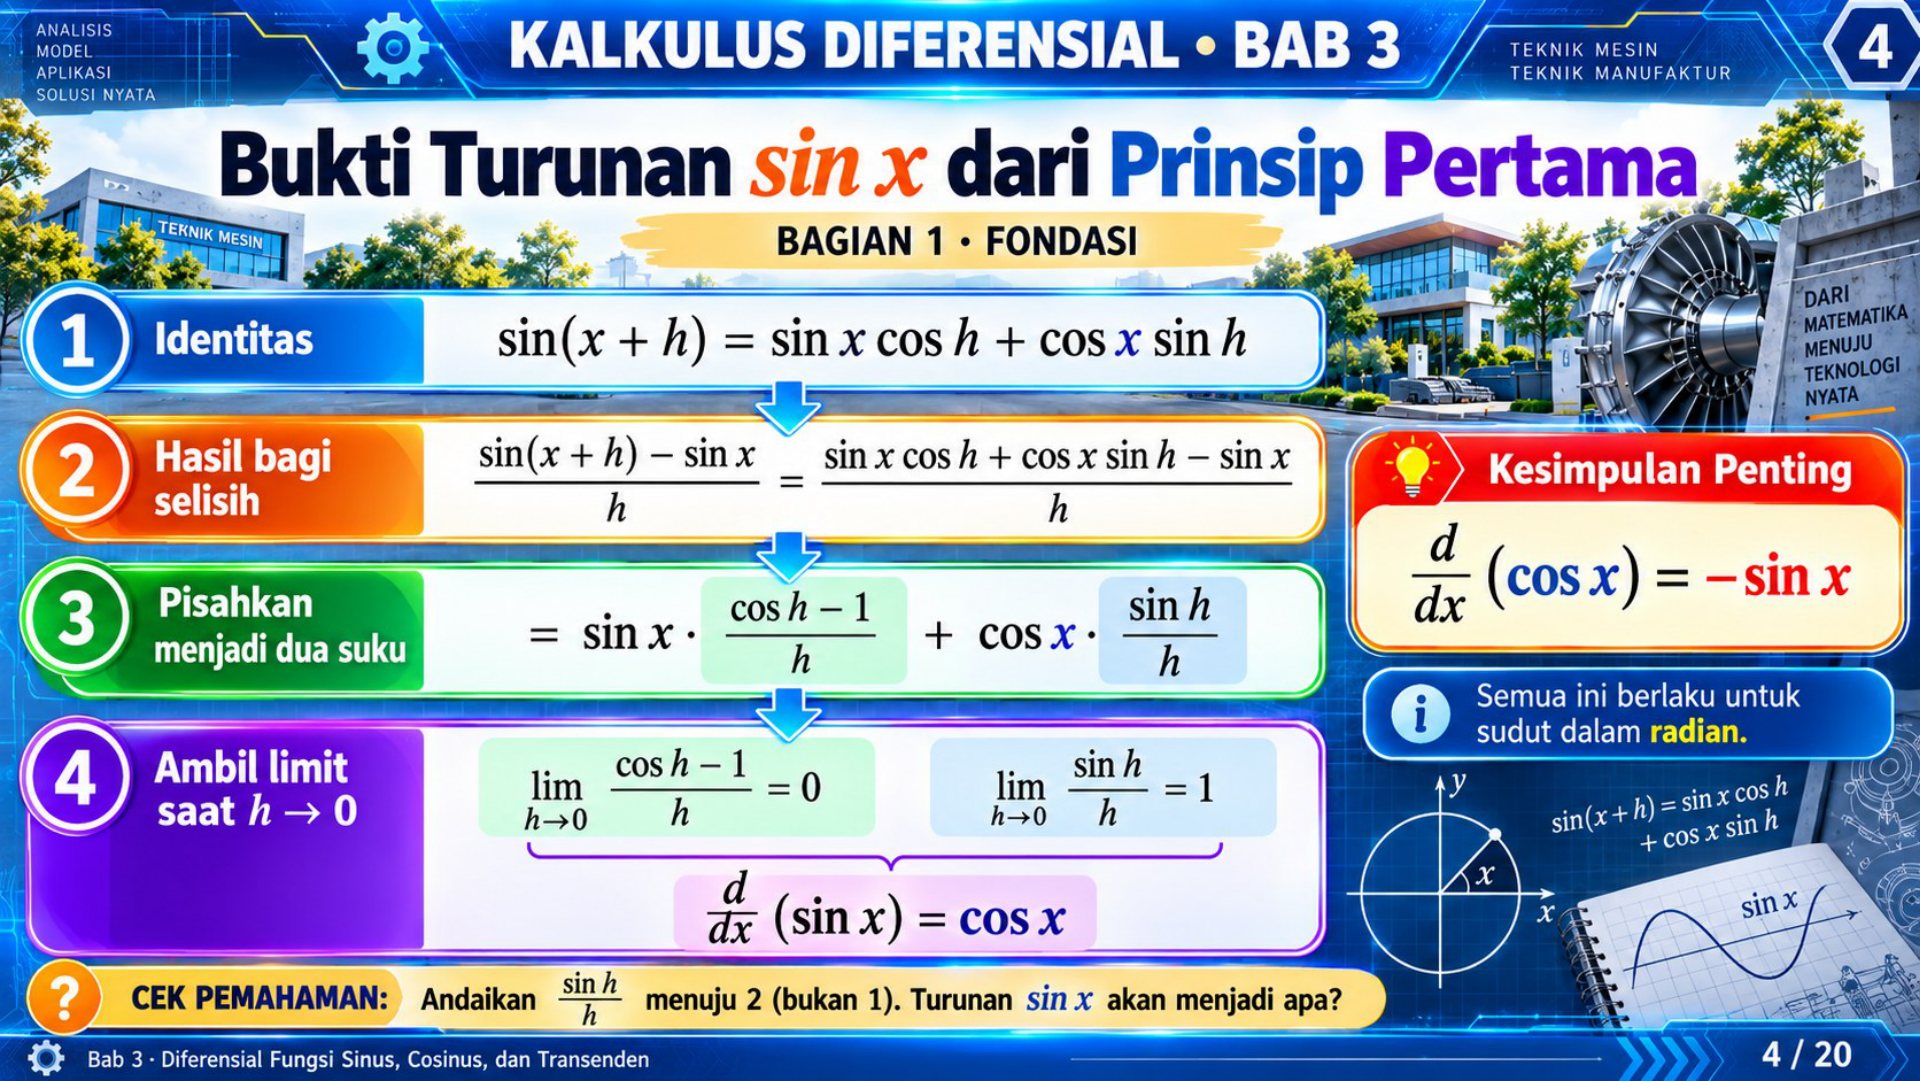 ANALISIS
MODEL
APLIKASI
SOLUSI NYATA
KALKULUS DIFERENSIAL • BAB 3
TEKNIK MESIN
TEKNIK MANUFAKTUR
4
Bukti Turunan sin x dari Prinsip Pertama
BAGIAN 1 • FONDASI
TEKNIK MESIN
DARI
MATEMATIKA
MENUJU
TEKNOLOGI
NYATA
1 Identitas
sin(x + h) = sin x cos h + cos x sin h
2 Hasil bagi
selisih
(sin(x + h) − sin x)/h = (sin x cos h + cos x sin h − sin x)/h
3 Pisahkan
menjadi dua suku
= sin x · (cos h − 1)/h + cos x · (sin h)/h
4 Ambil limit
saat h → 0
lim h→0 (cos h − 1)/h = 0
lim h→0 (sin h)/h = 1
d/dx (sin x) = cos x
Kesimpulan Penting
d/dx (cos x) = −sin x
i Semua ini berlaku untuk
sudut dalam radian.
y
x
x
sin(x + h) = sin x cos h
+ cos x sin h
sin x
? CEK PEMAHAMAN: Andaikan (sin h)/h menuju 2 (bukan 1). Turunan sin x akan menjadi apa?
Bab 3 · Diferensial Fungsi Sinus, Cosinus, dan Transenden
4 / 20